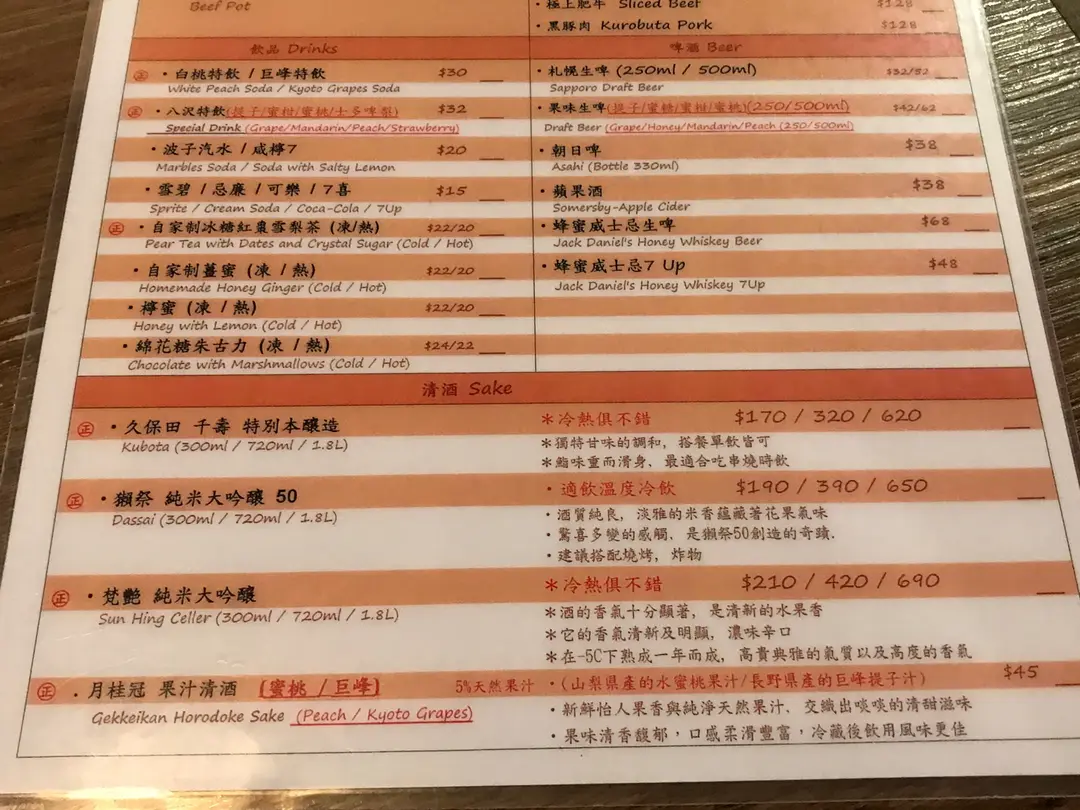 Beef Pot
・極上肥牛 Sliced Beef $128
・黑豚肉 Kurobuta Pork $128
飲品 Drinks
正 ・白桃特飲 / 巨峰特飲 $30
White Peach Soda / Kyoto Grapes Soda
正 ・八沢特飲(提子/蜜柑/蜜桃/士多啤梨) $32
Special Drink (Grape/Mandarin/Peach/Strawberry)
・波子汽水 / 咸檸7 $20
Marbles Soda / Soda with Salty Lemon
・雪碧 / 忌廉 / 可樂 / 7喜 $15
Sprite / Cream Soda / Coca-Cola / 7Up
正 ・自家制冰糖紅棗雪梨茶 (凍/熱) $22/20
Pear Tea with Dates and Crystal Sugar (Cold / Hot)
・自家制薑蜜 (凍 / 熱) $22/20
Homemade Honey Ginger (Cold / Hot)
・檸蜜 (凍 / 熱) $22/20
Honey with Lemon (Cold / Hot)
・綿花糖朱古力 (凍 / 熱) $24/22
Chocolate with Marshmallows (Cold / Hot)
啤酒 Beer
・札幌生啤 (250ml / 500ml) $32/52
Sapporo Draft Beer
・果味生啤(提子/蜜糖/蜜柑/蜜桃)(250/500ml) $42/62
Draft Beer (Grape/Honey/Mandarin/Peach (250/500ml)
・朝日啤 $38
Asahi (Bottle 330ml)
・蘋果酒 $38
Somersby-Apple Cider
・蜂蜜威士忌生啤 $68
Jack Daniel's Honey Whiskey Beer
・蜂蜜威士忌7 Up $48
Jack Daniel's Honey Whiskey 7Up
清酒 Sake
正 ・久保田 千壽 特別本釀造 *冷熱俱不錯 $170 / 320 / 620
Kubota (300ml / 720ml / 1.8L)
*獨特甘味的調和, 搭餐單飲皆可
*鮨味重而滑身, 最適合吃串燒時飲
正 ・獺祭 純米大吟釀 50 ・適飲溫度冷飲 $190 / 390 / 650
Dassai (300ml / 720ml / 1.8L)
・酒質純良, 淡雅的米香蘊藏著花果氣味
・驚喜多變的感觸, 是獺祭50創造的奇蹟.
・建議搭配燒烤, 炸物
正 ・梵艷 純米大吟釀 *冷熱俱不錯 $210 / 420 / 690
Sun Hing Celler (300ml / 720ml / 1.8L)
*酒的香氣十分顯著, 是清新的水果香
*它的香氣清新及明顯, 濃味辛口
*在-5C下熟成一年而成, 高貴典雅的氣質以及高度的香氣
正 ・月桂冠 果汁清酒 (蜜桃 / 巨峰) 5%天然果汁 ・(山梨県產的水蜜桃果汁/長野県產的巨峰提子汁) $45
Gekkeikan Horodoke Sake (Peach / Kyoto Grapes)
・新鮮怡人果香與純淨天然果汁, 交織出啖啖的清甜滋味
・果味清香馥郁，口感柔滑豐富，冷藏後飲用風味更佳